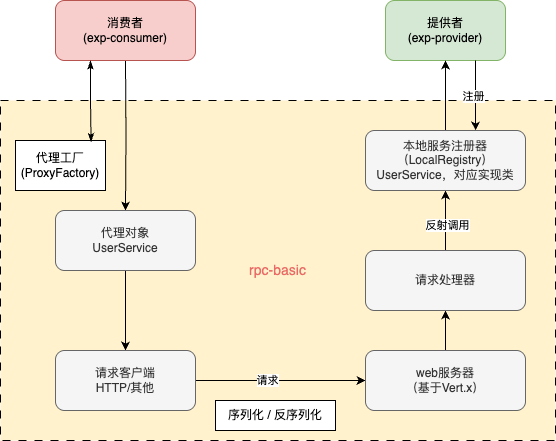 消费者
(exp-consumer)
提供者
(exp-provider)
注册
代理工厂
(ProxyFactory)
本地服务注册器
（LocalRegistry)
UserService，对应实现类
代理对象
UserService
反射调用
rpc-basic
请求处理器
请求客户端
HTTP/其他
请求
web服务器
（基于Vert.x）
序列化 / 反序列化